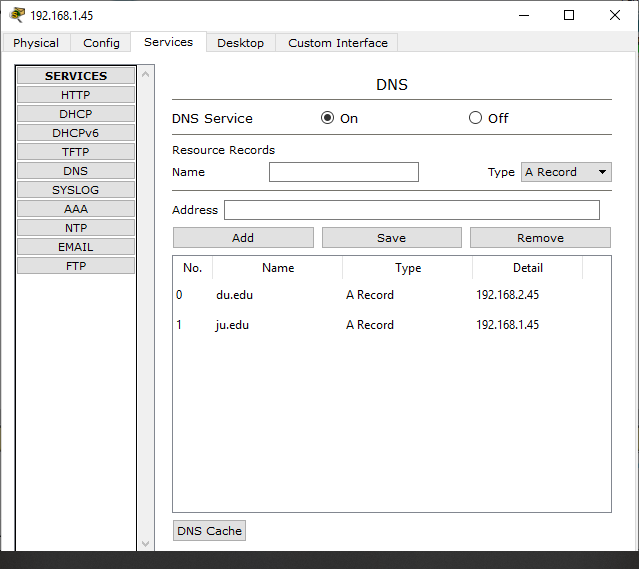 192.168.1.45
Physical Config Services Desktop Custom Interface
SERVICES
HTTP
DHCP
DHCPv6
TFTP
DNS
SYSLOG
AAA
NTP
EMAIL
FTP
DNS
DNS Service On Off
Resource Records
Name Type A Record
Address
Add Save Remove
No. Name Type Detail
0 du.edu A Record 192.168.2.45
1 ju.edu A Record 192.168.1.45
DNS Cache